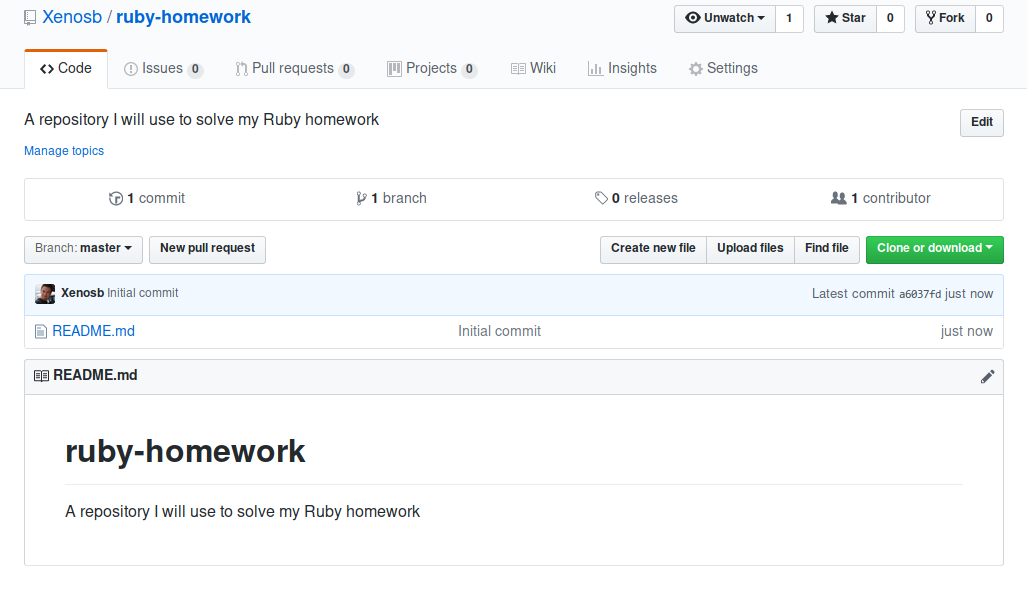 Xenosb / ruby-homework
Unwatch 1 Star 0 Fork 0
Code Issues 0 Pull requests 0 Projects 0 Wiki Insights Settings
A repository I will use to solve my Ruby homework
Edit
Manage topics
1 commit 1 branch 0 releases 1 contributor
Branch: master New pull request Create new file Upload files Find file Clone or download
Xenosb Initial commit Latest commit a6037fd just now
README.md Initial commit just now
README.md
ruby-homework
A repository I will use to solve my Ruby homework